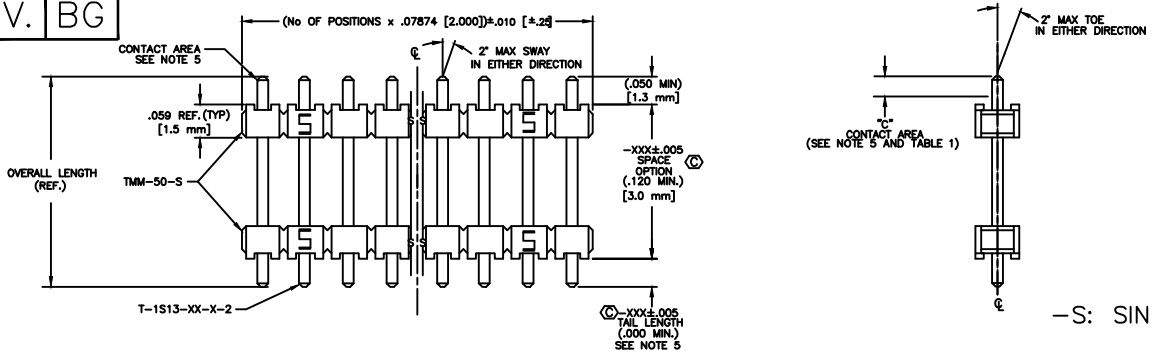 V. BG
(No OF POSITIONS x .07874 [2.000])±.010 [±.25]
CONTACT AREA
SEE NOTE 5
℄
2° MAX SWAY
IN EITHER DIRECTION
2° MAX TOE
IN EITHER DIRECTION
(.050 MIN)
[1.3 mm]
.059 REF.(TYP)
[1.5 mm]
"C"
CONTACT AREA
(SEE NOTE 5 AND TABLE 1)
S
S
S S
-XXX±.005
SPACE
OPTION
(.120 MIN.)
[3.0 mm]
C
OVERALL LENGTH
(REF.)
TMM-50-S
S
S
S S
T-1S13-XX-X-2
C
-XXX±.005
TAIL LENGTH
(.000 MIN.)
SEE NOTE 5
℄
-S: SIN